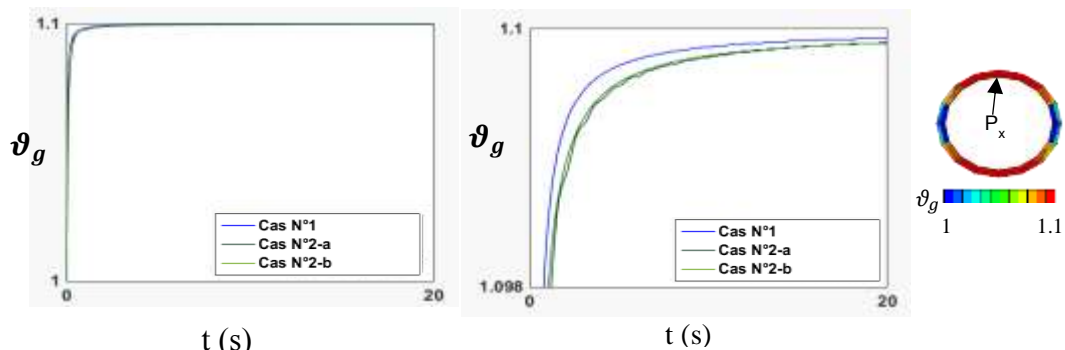 1.1
ϑg
Cas N°1
Cas N°2-a
Cas N°2-b
1
0
20
t (s)
1.1
ϑg
Cas N°1
Cas N°2-a
Cas N°2-b
1.098
0
20
t (s)
Px
ϑg
1 1.1